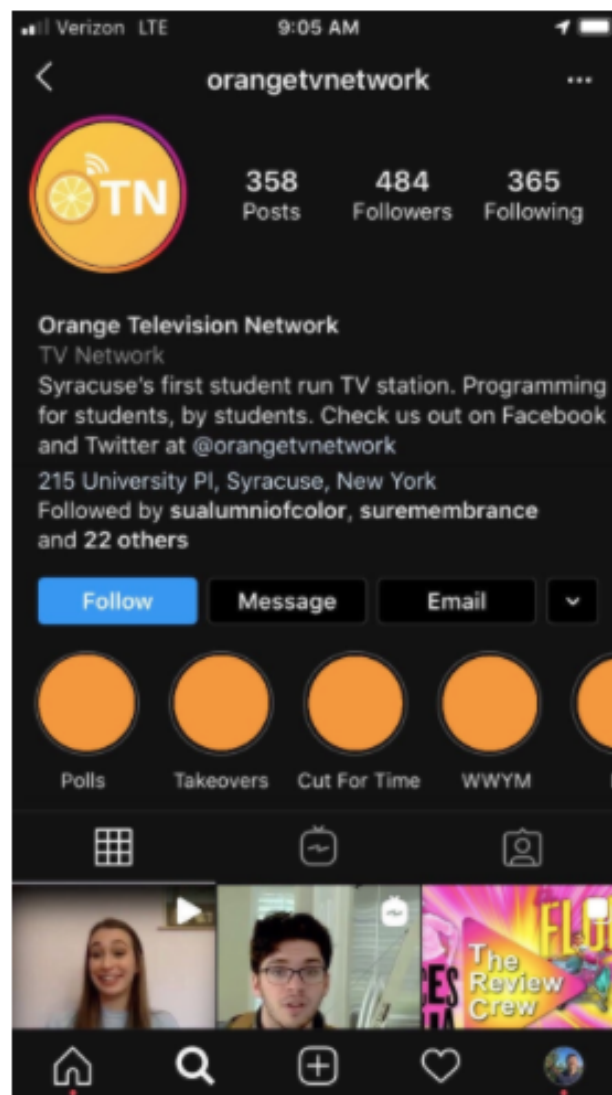 Verizon LTE 9:05 AM
orangetvnetwork
TN
358 484 365
Posts Followers Following
Orange Television Network
TV Network
Syracuse's first student run TV station. Programming
for students, by students. Check us out on Facebook
and Twitter at @orangetvnetwork
215 University Pl, Syracuse, New York
Followed by sualumniofcolor, suremembrance
and 22 others
Follow Message Email
Polls Takeovers Cut For Time WWYM
The
Review
Crew